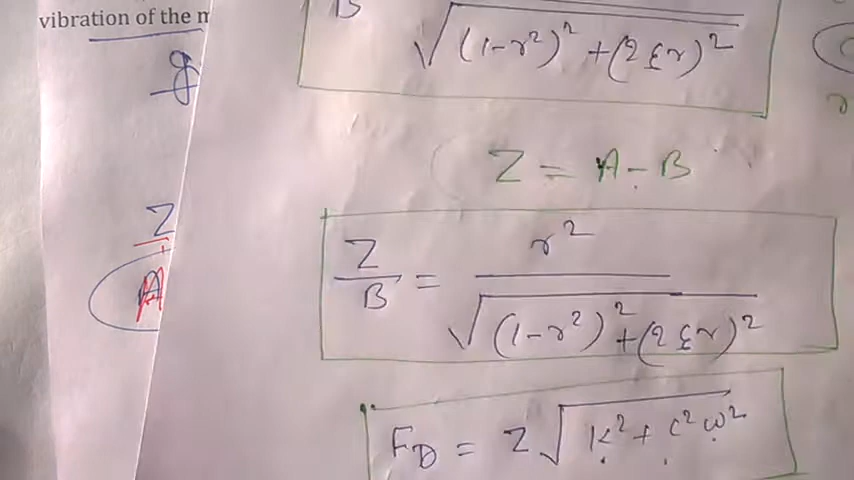 vibration of the m
B
√((1-r²)²+(2ξr)²
Z = A - B
Z/B = r²/√((1-r²)²+(2ξr)²
F_D = Z√(K²+c²ω²
Z
A